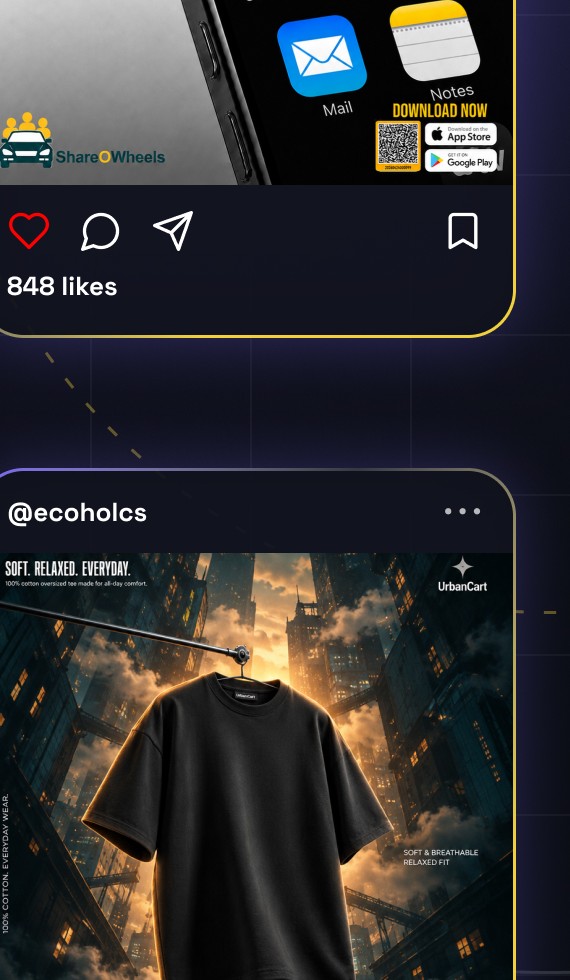 Mail
Notes
DOWNLOAD NOW
Download on the
App Store
GET IT ON
Google Play
ShareOWheels
848 likes
@ecoholcs
SOFT. RELAXED. EVERYDAY.
100% cotton oversized tee made for all-day comfort.
UrbanCart
UrbanCart
SOFT & BREATHABLE
RELAXED FIT
100% COTTON. EVERYDAY WEAR.